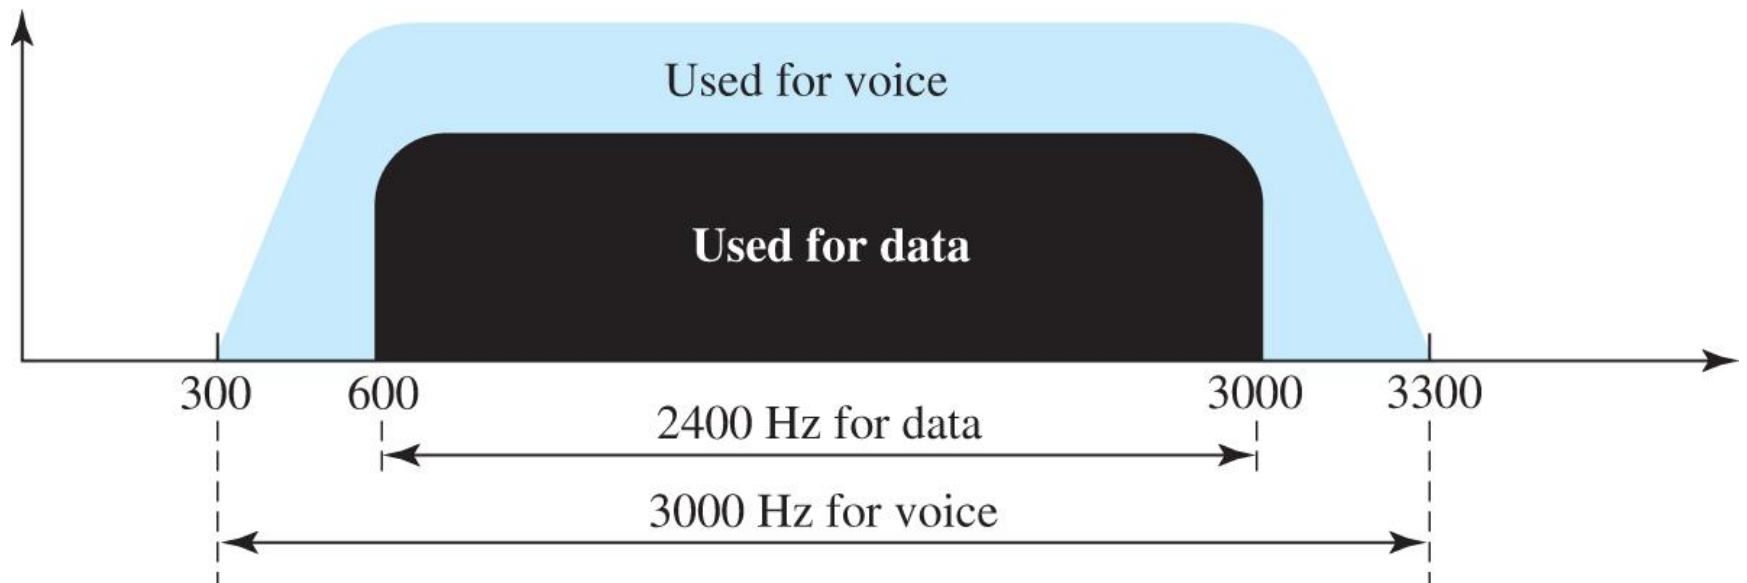 Used for voice
Used for data
300 600 3000 3300
2400 Hz for data
3000 Hz for voice